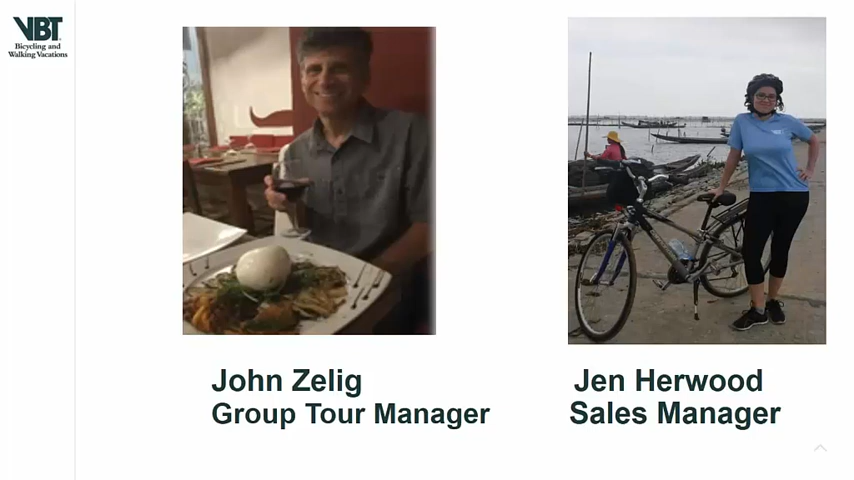 VBT
Bicycling and
Walking Vacations
John Zelig
Group Tour Manager
Jen Herwood
Sales Manager